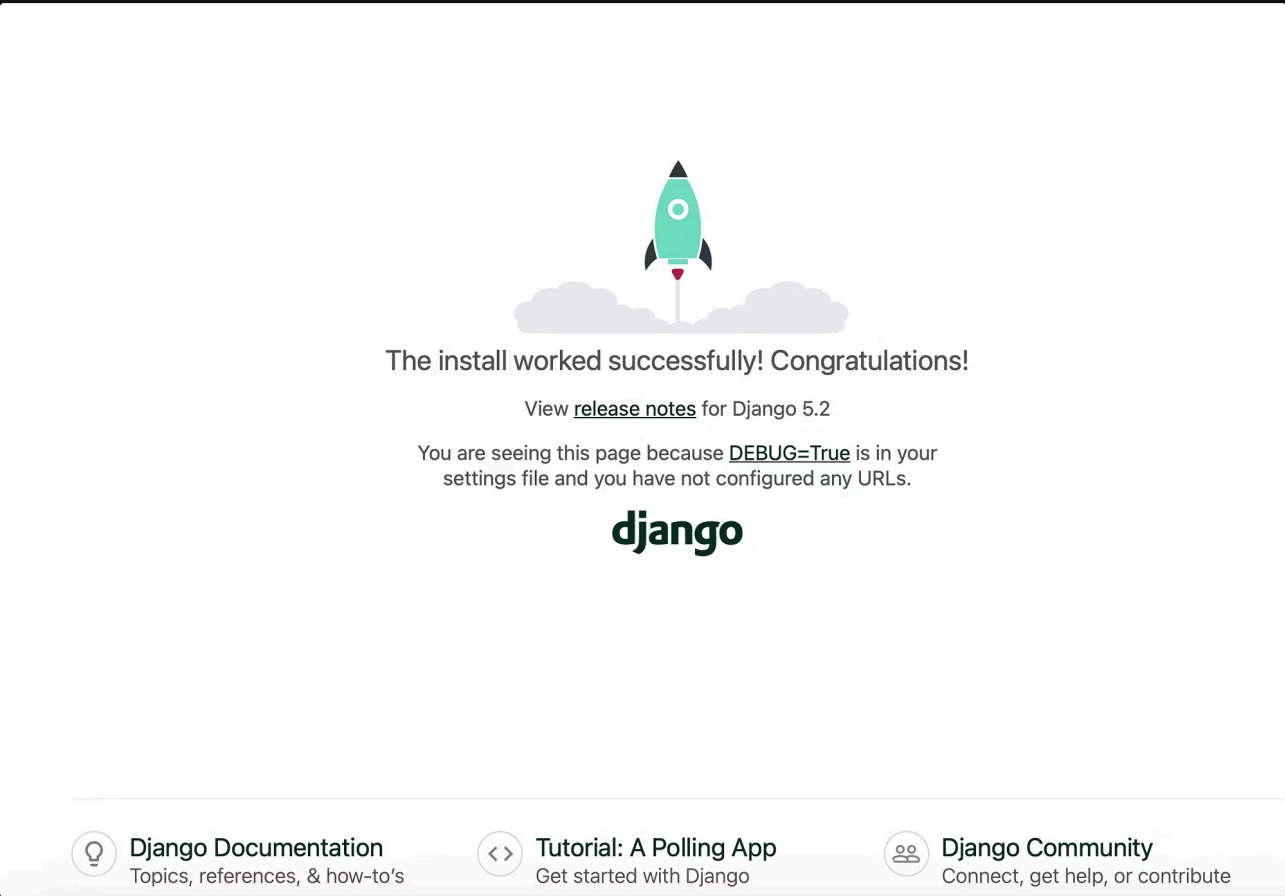 The install worked successfully! Congratulations!
View release notes for Django 5.2
You are seeing this page because DEBUG=True is in your
settings file and you have not configured any URLs.
django
Django Documentation
Topics, references, & how-to’s
Tutorial: A Polling App
Get started with Django
Django Community
Connect, get help, or contribute